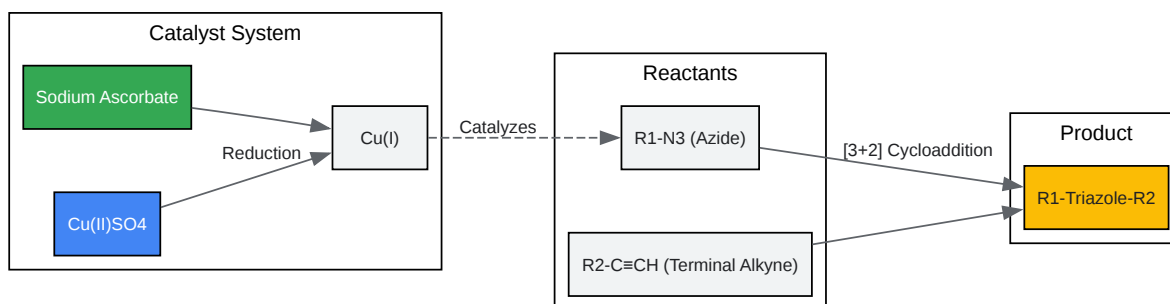 Catalyst System
Sodium Ascorbate
Reduction
Cu(II)SO4
Cu(I)
Catalyzes
Reactants
R1-N3 (Azide)
R2-C≡CH (Terminal Alkyne)
[3+2] Cycloaddition
Product
R1-Triazole-R2